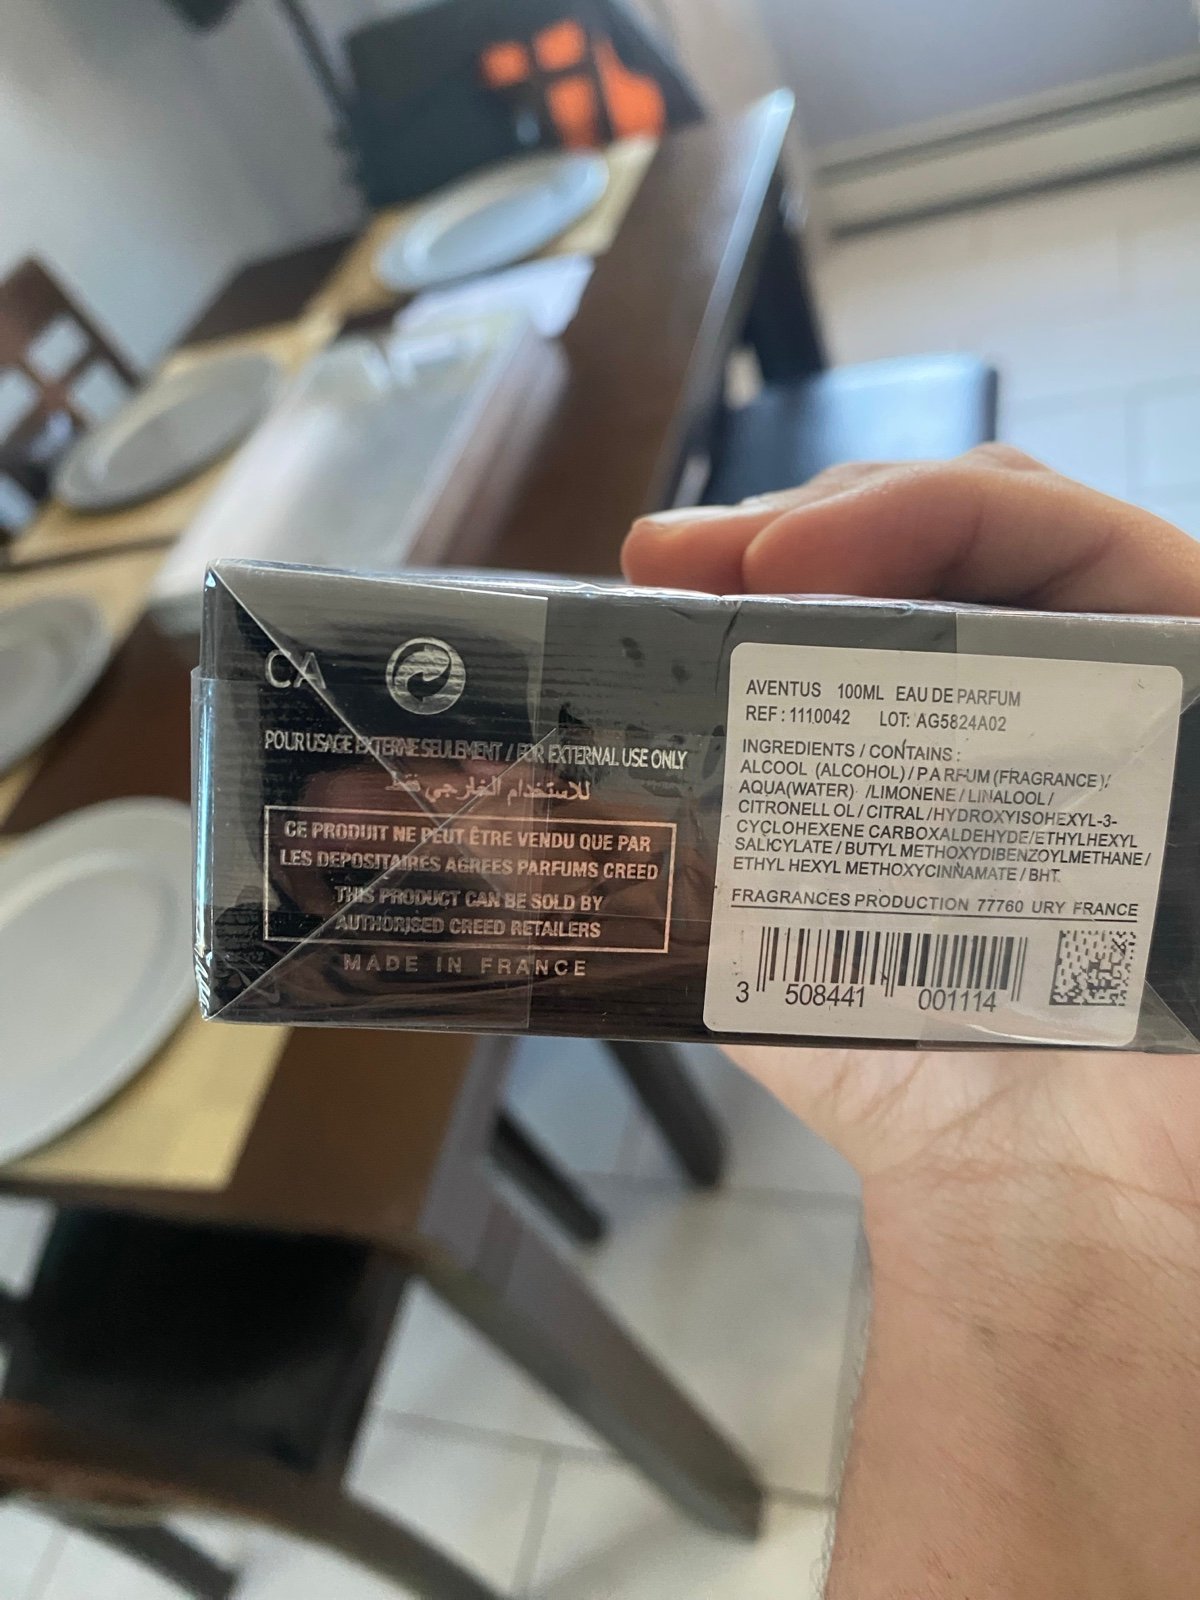 CA
POUR USAGE EXTERNE SEULEMENT / FOR EXTERNAL USE ONLY
للاستخدام الخارجي فقط
CE PRODUIT NE PEUT ÊTRE VENDU QUE PAR
LES DEPOSITAIRES AGREES PARFUMS CREED
THIS PRODUCT CAN BE SOLD BY
AUTHORISED CREED RETAILERS
MADE IN FRANCE
AVENTUS 100ML EAU DE PARFUM
REF : 1110042 LOT: AG5824A02
INGREDIENTS / CONTAINS :
ALCOOL (ALCOHOL) / PARFUM (FRAGRANCE)/
AQUA(WATER) /LIMONENE / LINALOOL /
CITRONELL OL / CITRAL /HYDROXYISOHEXYL-3-
CYCLOHEXENE CARBOXALDEHYDE/ETHYLHEXYL
SALICYLATE / BUTYL METHOXYDIBENZOYLMETHANE /
ETHYL HEXYL METHOXYCINNAMATE / BHT.
FRAGRANCES PRODUCTION 77760 URY FRANCE
3 508441 001114